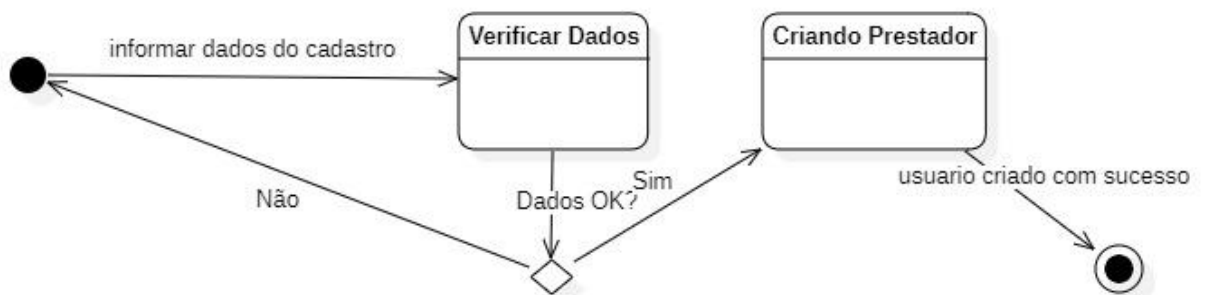 informar dados do cadastro
Verificar Dados
Criando Prestador
Não
Dados OK?
Sim
usuario criado com sucesso